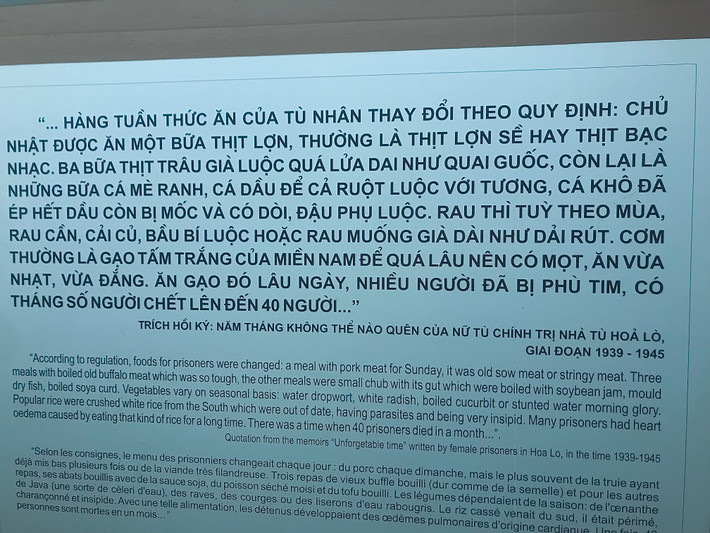 “... HÀNG TUẦN THỨC ĂN CỦA TÙ NHÂN THAY ĐỔI THEO QUY ĐỊNH: CHỦ
NHẬT ĐƯỢC ĂN MỘT BỮA THỊT LỢN, THƯỜNG LÀ THỊT LỢN SỀ HAY THỊT BẠC
NHẠC. BA BỮA THỊT TRÂU GIÀ LUỘC QUÁ LỬA DAI NHƯ QUAI GUỐC, CÒN LẠI LÀ
NHỮNG BỮA CÁ MÈ RANH, CÁ DẦU ĐỂ CẢ RUỘT LUỘC VỚI TƯƠNG, CÁ KHÔ ĐÃ
ÉP HẾT DẦU CÒN BỊ MỐC VÀ CÓ DÒI, ĐẬU PHỤ LUỘC. RAU THÌ TUỲ THEO MÙA,
RAU CẦN, CẢI CỦ, BẦU BÍ LUỘC HOẶC RAU MUỐNG GIÀ DÀI NHƯ DẢI RÚT. CƠM
THƯỜNG LÀ GẠO TẤM TRẮNG CỦA MIỀN NAM ĐỂ QUÁ LÂU NÊN CÓ MỌT, ĂN VỪA
NHẠT, VỪA ĐẮNG. ĂN GẠO ĐÓ LÂU NGÀY, NHIỀU NGƯỜI ĐÃ BỊ PHÙ TIM, CÓ
THÁNG SỐ NGƯỜI CHẾT LÊN ĐẾN 40 NGƯỜI...”
TRÍCH HỒI KÝ: NĂM THÁNG KHÔNG THỂ NÀO QUÊN CỦA NỮ TÙ CHÍNH TRỊ NHÀ TÙ HOẢ LÒ,
GIAI ĐOẠN 1939 - 1945
“According to regulation, foods for prisoners were changed: a meal with pork meat for Sunday, it was old sow meat or stringy meat. Three
meals with boiled old buffalo meat which was so tough, the other meals were small chub with its gut which were boiled with soybean jam, mould
dry fish, boiled soya curd. Vegetables vary on seasonal basis: water dropwort, white radish, boiled cucurbit or stunted water morning glory.
Popular rice were crushed white rice from the South which were out of date, having parasites and being very insipid. Many prisoners had heart
oedema caused by eating that kind of rice for a long time. There was a time when 40 prisoners died in a month...”.
Quotation from the memoirs “Unforgetable time” written by female prisoners in Hoa Lo, in the time 1939-1945
“Selon les consignes, le menu des prisonniers changeait chaque jour : du porc chaque dimanche, mais le plus souvent de la truie ayant
déjà mis bas plusieurs fois ou de la viande très filandreuse. Trois repas de vieux buffle bouilli (dur comme de la semelle) et pour les autres
repas, ses abats bouillis avec de la sauce soja, du poisson séché moisi et du tofu bouilli. Les légumes dépendaient de la saison: de l'œnanthe
de Java (une sorte de cèleri d'eau), des raves, des courges ou des liserons d'eau rabougris. Le riz cassé venait du sud, il était périmé,
charançonné et insipide. Avec une telle alimentation, les détenus développaient des œdèmes pulmonaires d'origine cardiaque. Une fois, 40
personnes sont mortes en un mois...”